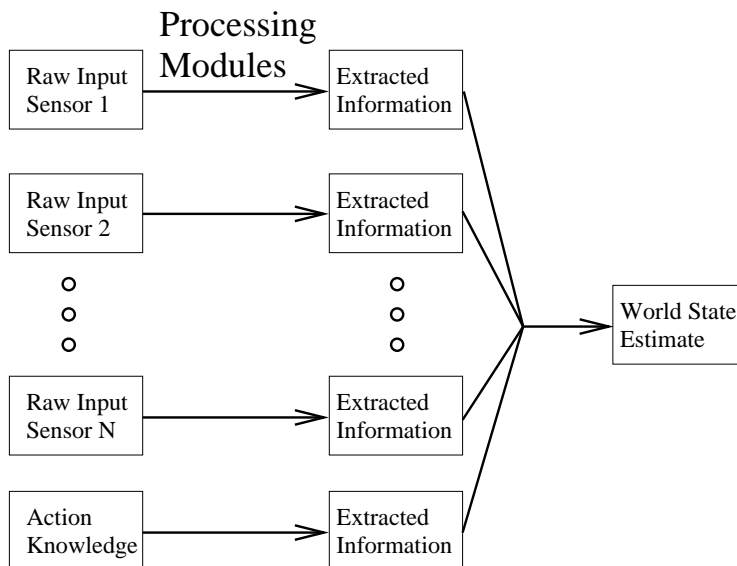 Processing
Modules
Raw Input
Sensor 1
Extracted
Information
Raw Input
Sensor 2
Extracted
Information
World State
Estimate
Raw Input
Sensor N
Extracted
Information
Action
Knowledge
Extracted
Information